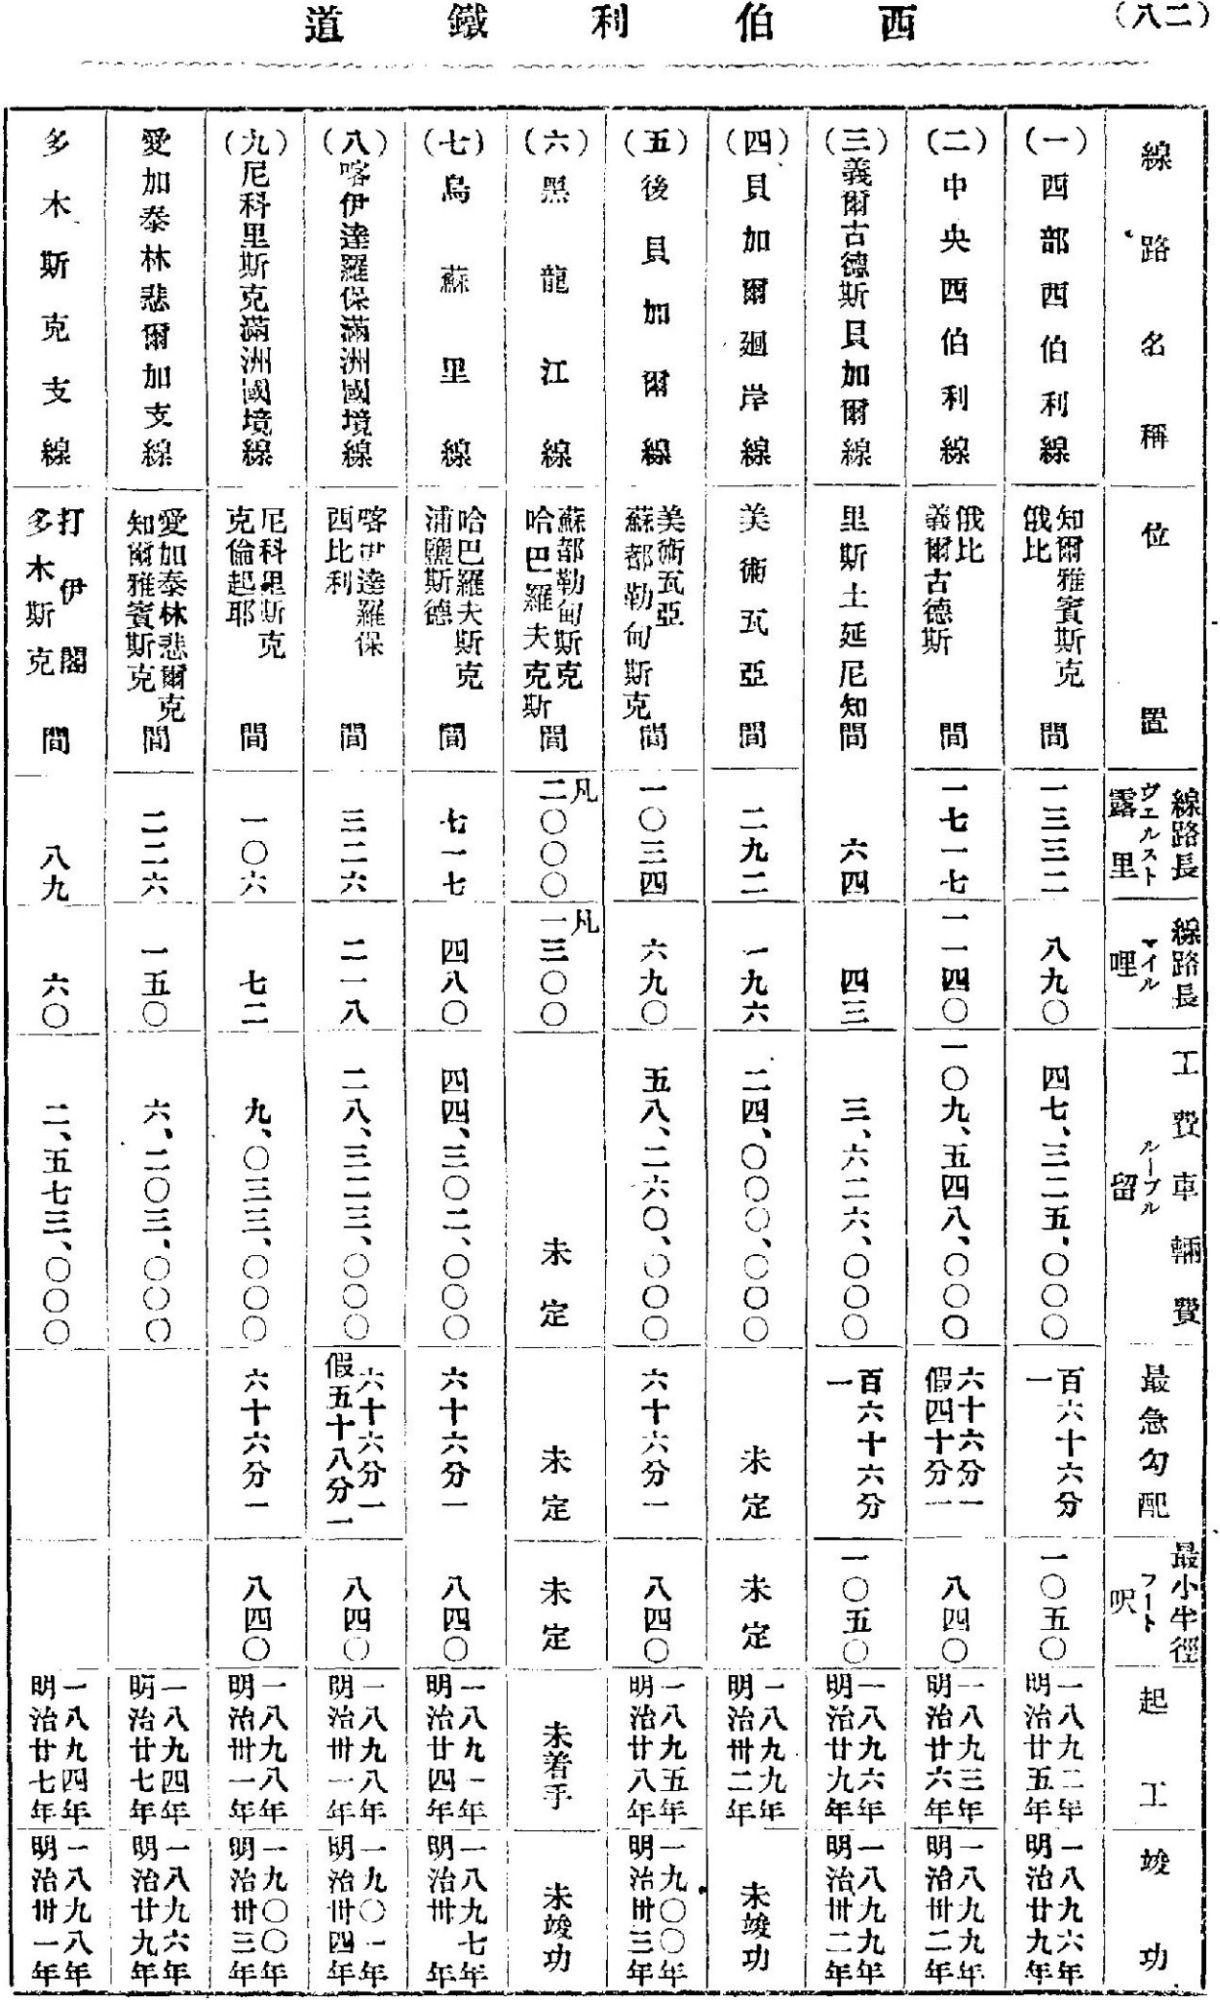 (八二)
西伯利鐵道
線路名稱 位置 線路長 露里 ヴエルスト 線路長 哩 マイル 工費車輛費 留 ルーブル 最急勾配 最小半徑 呎 フート 起工 竣功
(一)西部西伯利線 知爾雅賓斯克 俄比 間 一三三二 八九〇 四七、三二五、〇〇〇 百六十六分一 一〇五〇 一八九二年 明治廿五年 一八九六年 明治廿九年
(二)中央西伯利線 俄比 義爾古德斯 間 一七一七 一一四〇 一〇九、五四八、〇〇〇 六十六分一 假四十分一 八四〇 一八九三年 明治廿六年 一八九九年 明治卅二年
(三)義爾古德斯貝加爾線 里斯土延尼知間 六四 四三 三、六二六、〇〇〇 百六十六分一 一〇五〇 一八九六年 明治廿九年 一八九九年 明治卅二年
(四)貝加爾廻岸線 美術瓦亞間 二九二 一九六 二四、〇〇〇、〇〇〇 未定 未定 一八九九年 明治卅二年 未竣功
(五)後貝加爾線 美術瓦亞 蘇都勒甸斯克 間 一〇三四 六九〇 五八、二六〇、〇〇〇 六十六分一 八四〇 一八九五年 明治廿八年 一九〇〇年 明治卅三年
(六)黑龍江線 蘇都勒甸斯克 哈巴羅夫克斯 間 凡二〇〇〇 凡一三〇〇 未定 未定 未定 未着手 未竣功
(七)烏蘇里線 哈巴羅夫斯克 浦鹽斯德 間 七一七 四八〇 四四、三〇二、〇〇〇 六十六分一 八四〇 一八九一年 明治廿四年 一八九七年 明治卅年
(八)喀伊達羅保滿洲國境線 喀伊達羅保 西比利 間 三二六 二一八 二八、三二三、〇〇〇 六十六分一 假五十八分一 八四〇 一八九八年 明治卅一年 一九〇一年 明治卅四年
(九)尼科里斯克滿洲國境線 尼科里斯克 克倫起耶 間 一〇六 七二 九、〇三三、〇〇〇 六十六分一 八四〇 一八九八年 明治卅一年 一九〇〇年 明治卅三年
愛加泰林悲爾加支線 愛加泰林悲爾克 知爾雅賓斯克 間 二二六 一五〇 六、二〇三、〇〇〇 一八九四年 明治廿七年 一八九六年 明治廿九年
多木斯克支線 打伊閣 多木斯克 間 八九 六〇 二、五七三、〇〇〇 一八九四年 明治廿七年 一八九八年 明治卅一年